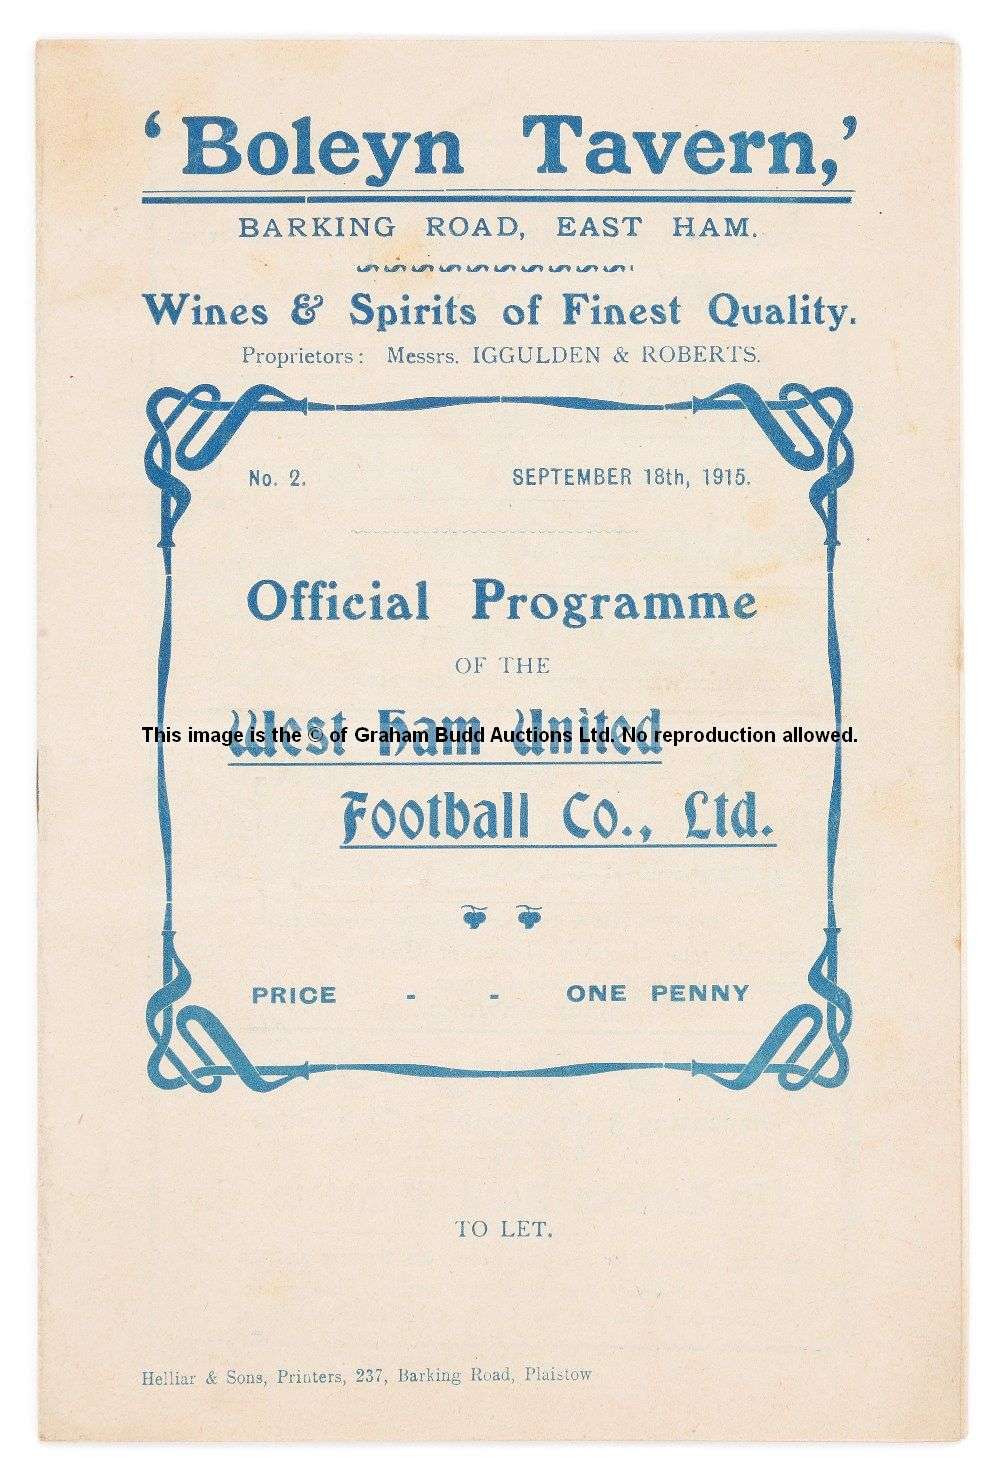 ‘Boleyn Tavern,’
BARKING ROAD, EAST HAM.
Wines & Spirits of Finest Quality.
Proprietors: Messrs. IGGULDEN & ROBERTS.
No. 2. SEPTEMBER 18th, 1915.
Official Programme
OF THE
West Ham United
This image is the © of Graham Budd Auctions Ltd. No reproduction allowed.
Football Co., Ltd.
PRICE - - ONE PENNY
TO LET.
Helliar & Sons, Printers, 237, Barking Road, Plaistow